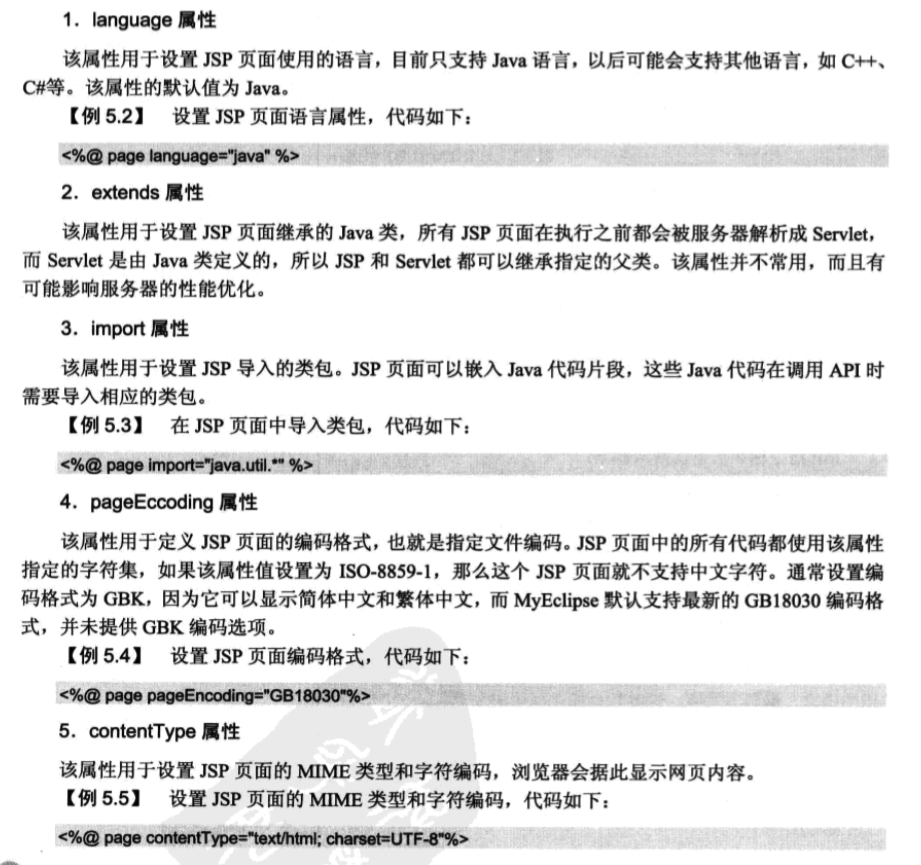 1．language 属性
该属性用于设置 JSP 页面使用的语言，目前只支持 Java 语言，以后可能会支持其他语言，如 C++、
C#等。该属性的默认值为 Java。
【例 5.2】 设置 JSP 页面语言属性，代码如下：
<%@ page language="java" %>
2．extends 属性
该属性用于设置 JSP 页面继承的 Java 类，所有 JSP 页面在执行之前都会被服务器解析成 Servlet，
而 Servlet 是由 Java 类定义的，所以 JSP 和 Servlet 都可以继承指定的父类。该属性并不常用，而且有
可能影响服务器的性能优化。
3．import 属性
该属性用于设置 JSP 导入的类包。JSP 页面可以嵌入 Java 代码片段，这些 Java 代码在调用 API 时
需要导入相应的类包。
【例 5.3】 在 JSP 页面中导入类包，代码如下：
<%@ page import="java.util.*" %>
4．pageEccoding 属性
该属性用于定义 JSP 页面的编码格式，也就是指定文件编码。JSP 页面中的所有代码都使用该属性
指定的字符集，如果该属性值设置为 ISO-8859-1，那么这个 JSP 页面就不支持中文字符。通常设置编
码格式为 GBK，因为它可以显示简体中文和繁体中文，而 MyEclipse 默认支持最新的 GB18030 编码格
式，并未提供 GBK 编码选项。
【例 5.4】 设置 JSP 页面编码格式，代码如下：
<%@ page pageEncoding="GB18030"%>
5．contentType 属性
该属性用于设置 JSP 页面的 MIME 类型和字符编码，浏览器会据此显示网页内容。
【例 5.5】 设置 JSP 页面的 MIME 类型和字符编码，代码如下：
<%@ page contentType="text/html; charset=UTF-8"%>